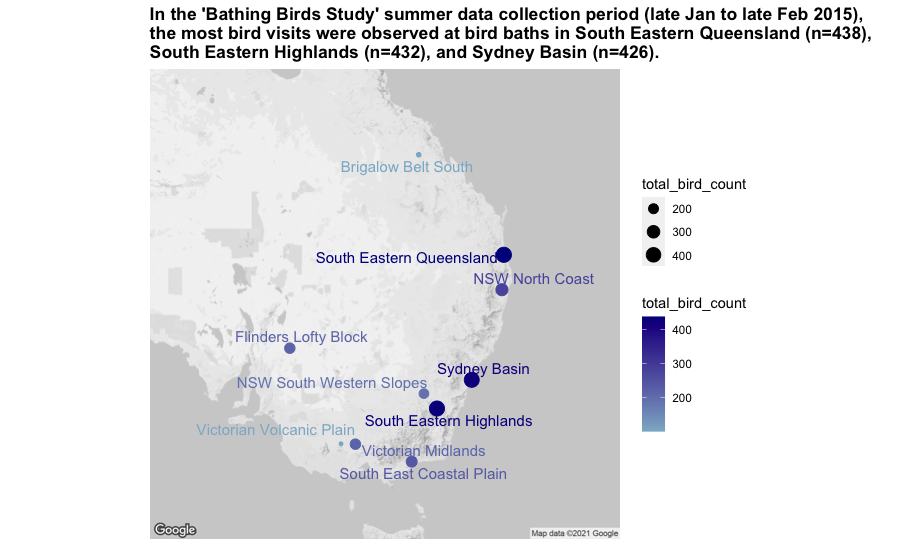 In the 'Bathing Birds Study' summer data collection period (late Jan to late Feb 2015),
the most bird visits were observed at bird baths in South Eastern Queensland (n=438),
South Eastern Highlands (n=432), and Sydney Basin (n=426).
Brigalow Belt South
South Eastern Queensland
NSW North Coast
Flinders Lofty Block
Sydney Basin
NSW South Western Slopes
South Eastern Highlands
Victorian Volcanic Plain
Victorian Midlands
South East Coastal Plain
Google
Map data ©2021 Google
total_bird_count
200
300
400
total_bird_count
400
300
200